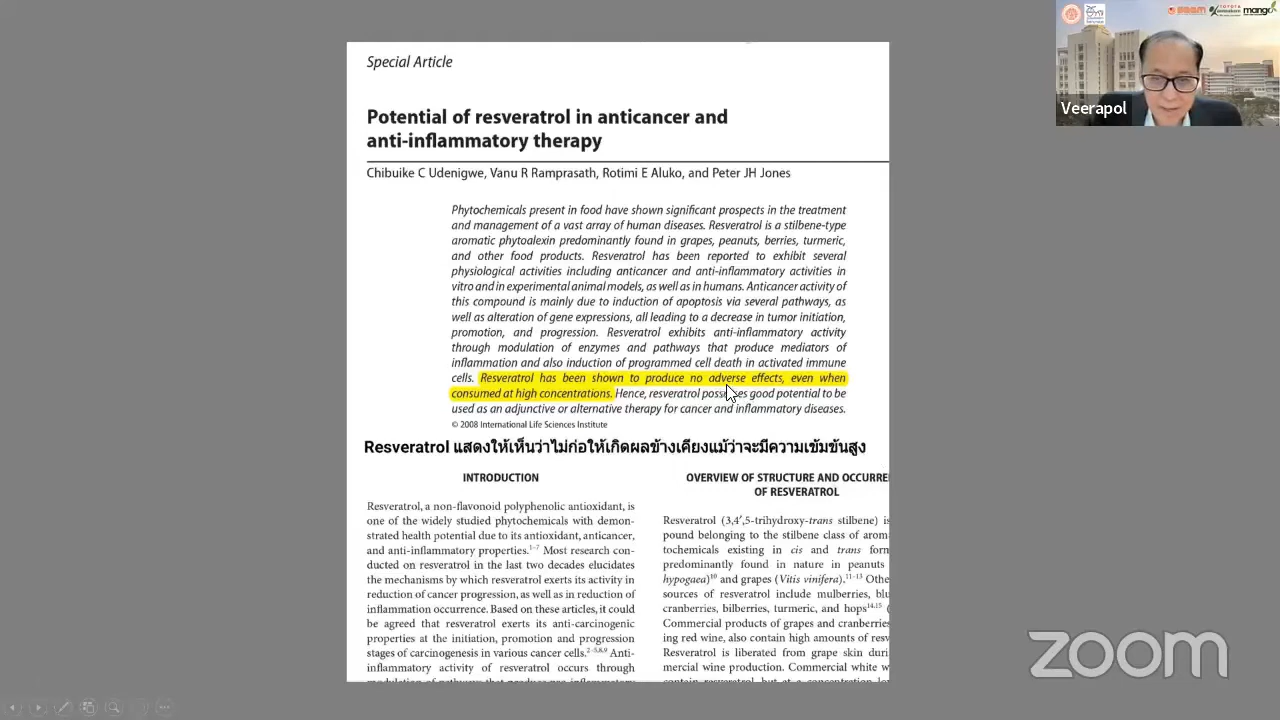 Special Article
Potential of resveratrol in anticancer and
anti-inflammatory therapy
Chibuike C Udenigwe, Vanu R Ramprasath, Rotimi E Aluko, and Peter JH Jones
Phytochemicals present in food have shown significant prospects in the treatment
and management of a vast array of human diseases. Resveratrol is a stilbene-type
aromatic phytoalexin predominantly found in grapes, peanuts, berries, turmeric,
and other food products. Resveratrol has been reported to exhibit several
physiological activities including anticancer and anti-inflammatory activities in
vitro and in experimental animal models, as well as in humans. Anticancer activity of
this compound is mainly due to induction of apoptosis via several pathways, as
well as alteration of gene expressions, all leading to a decrease in tumor initiation,
promotion, and progression. Resveratrol exhibits anti-inflammatory activity
through modulation of enzymes and pathways that produce mediators of
inflammation and also induction of programmed cell death in activated immune
cells. Resveratrol has been shown to produce no adverse effects, even when
consumed at high concentrations. Hence, resveratrol possesses good potential to be
used as an adjunctive or alternative therapy for cancer and inflammatory diseases.
© 2008 International Life Sciences Institute
Resveratrol แสดงให้เห็นว่าไม่ก่อให้เกิดผลข้างเคียงแม้ว่าจะมีความเข้มข้นสูง
INTRODUCTION
Resveratrol, a non-flavonoid polyphenolic antioxidant, is
one of the widely studied phytochemicals with demon-
strated health potential due to its antioxidant, anticancer,
and anti-inflammatory properties.1–7 Most research con-
ducted on resveratrol in the last two decades elucidates
the mechanisms by which resveratrol exerts its activity in
reduction of cancer progression, as well as in reduction of
inflammation occurrence. Based on these articles, it could
be agreed that resveratrol exerts its anti-carcinogenic
properties at the initiation, promotion and progression
stages of carcinogenesis in various cancer cells.2–5,8,9 Anti-
inflammatory activity of resveratrol occurs through
OVERVIEW OF STRUCTURE AND OCCURRE
OF RESVERATROL
Resveratrol (3,4′,5-trihydroxy-trans stilbene) is
pound belonging to the stilbene class of arom
tochemicals existing in cis and trans form
predominantly found in nature in peanuts
hypogaea)10 and grapes (Vitis vinifera).11–13 Othe
sources of resveratrol include mulberries, blu
cranberries, bilberries, turmeric, and hops14,15 (
Commercial products of grapes and cranberries
ing red wine, also contain high amounts of resv
Resveratrol is liberated from grape skin duri
mercial wine production. Commercial white w
Veerapol
TOYOTA
mango
zoom